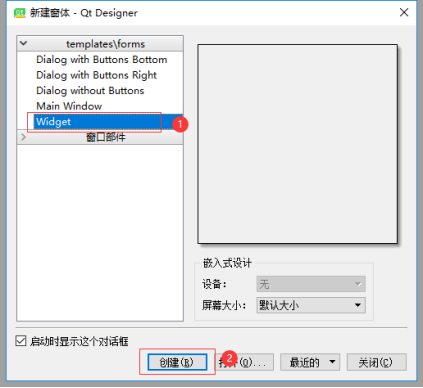 新建窗体 - Qt Designer
templates\forms
Dialog with Buttons Bottom
Dialog with Buttons Right
Dialog without Buttons
Main Window
Widget
1
窗口部件
嵌入式设计
设备: 无
屏幕大小: 默认大小
启动时显示这个对话框
创建(R) 2 (O)... 最近的 关闭(C)